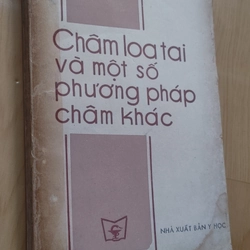 Châm loa tai
và một số
phương pháp
châm khác
NHÀ XUẤT BẢN Y HỌC